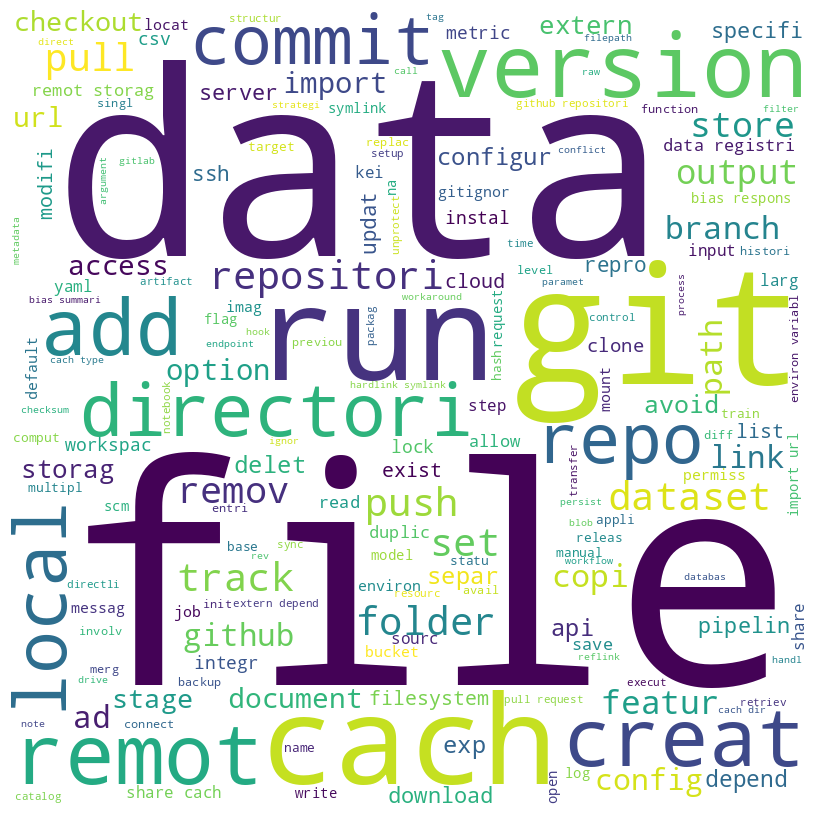 structur
tag
checkout
locat
commit
metric
extern
specifi
direct
csv
filepath
version
pull
call
raw
remot storag
server
import
data
singl
strategi
github repositori
function
filter
url
symlink
store
target
replac
configur
conflict
data registri
modifi
gitlab
setup
argument
ssh
kei
na
gitignor
output
bias respons
updat
unprotect
instal
branch
metadata
time
input
histori
access
repositori
cloud
level
repro
yaml
artifact
paramet
process
larg
bias summari
imag
workaround
run
git
request
add
flag
hook
previou
packag
control
environ variabl
cach type
endpoint
hash
clone
path
default
option
hardlink symlink
mount
directori
notebook
step
avoid
train
checksum
comput
ignor
lock
allow
repo
diff
list
workspac
storag
delet
exist
link
import url
multipl
remov
read
transfer
permiss
dataset
scm
entri
file
push
persist
blob
appli
local
duplic
set
releas
base
sync
statu
manual
rev
model
track
workflow
databas
directli
environ
separ
copi
resourc
avail
messag
job
init
extern depend
folder
share
involv
github
sourc
api
pipelin
bucket
save
integr
reflink
handl
merg
drive
backup
execut
stage
document
filesystem
pull request
featur
retriev
cach dir
note
ad
connect
remot
cach
name
exp
creat
open
log
config
depend
catalog
share cach
write
download